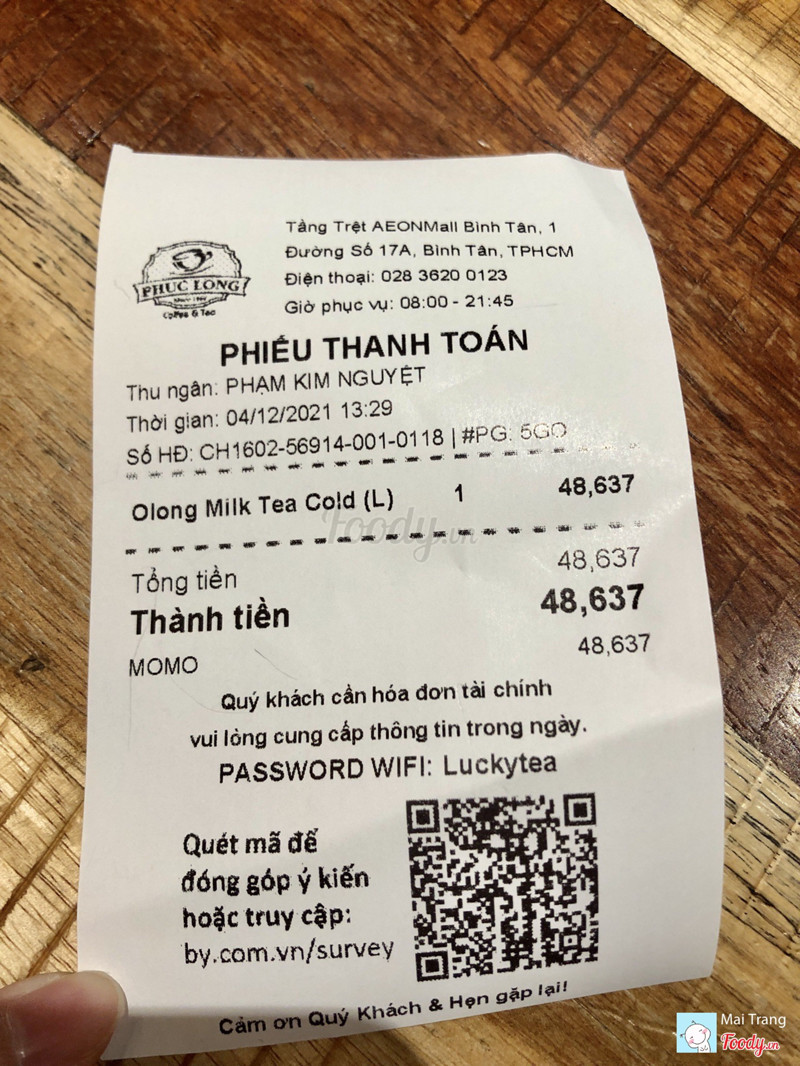 Tầng Trệt AEONMall Bình Tân, 1
Đường Số 17A, Bình Tân, TPHCM
Điện thoại: 028 3620 0123
Giờ phục vụ: 08:00 - 21:45
PHUC LONG
Coffee & Tea
PHIẾU THANH TOÁN
Thu ngân: PHẠM KIM NGUYỆT
Thời gian: 04/12/2021 13:29
Số HĐ: CH1602-56914-001-0118 | #PG: 5GO
Olong Milk Tea Cold (L) 1 48,637
Foody.vn
Tổng tiền 48,637
Thành tiền 48,637
MOMO 48,637
Quý khách cần hóa đơn tài chính
vui lòng cung cấp thông tin trong ngày.
PASSWORD WIFI: Luckytea
Quét mã để
đóng góp ý kiến
hoặc truy cập:
by.com.vn/survey
Cảm ơn Quý Khách & Hẹn gặp lại!
Mai Trang
Foody.vn